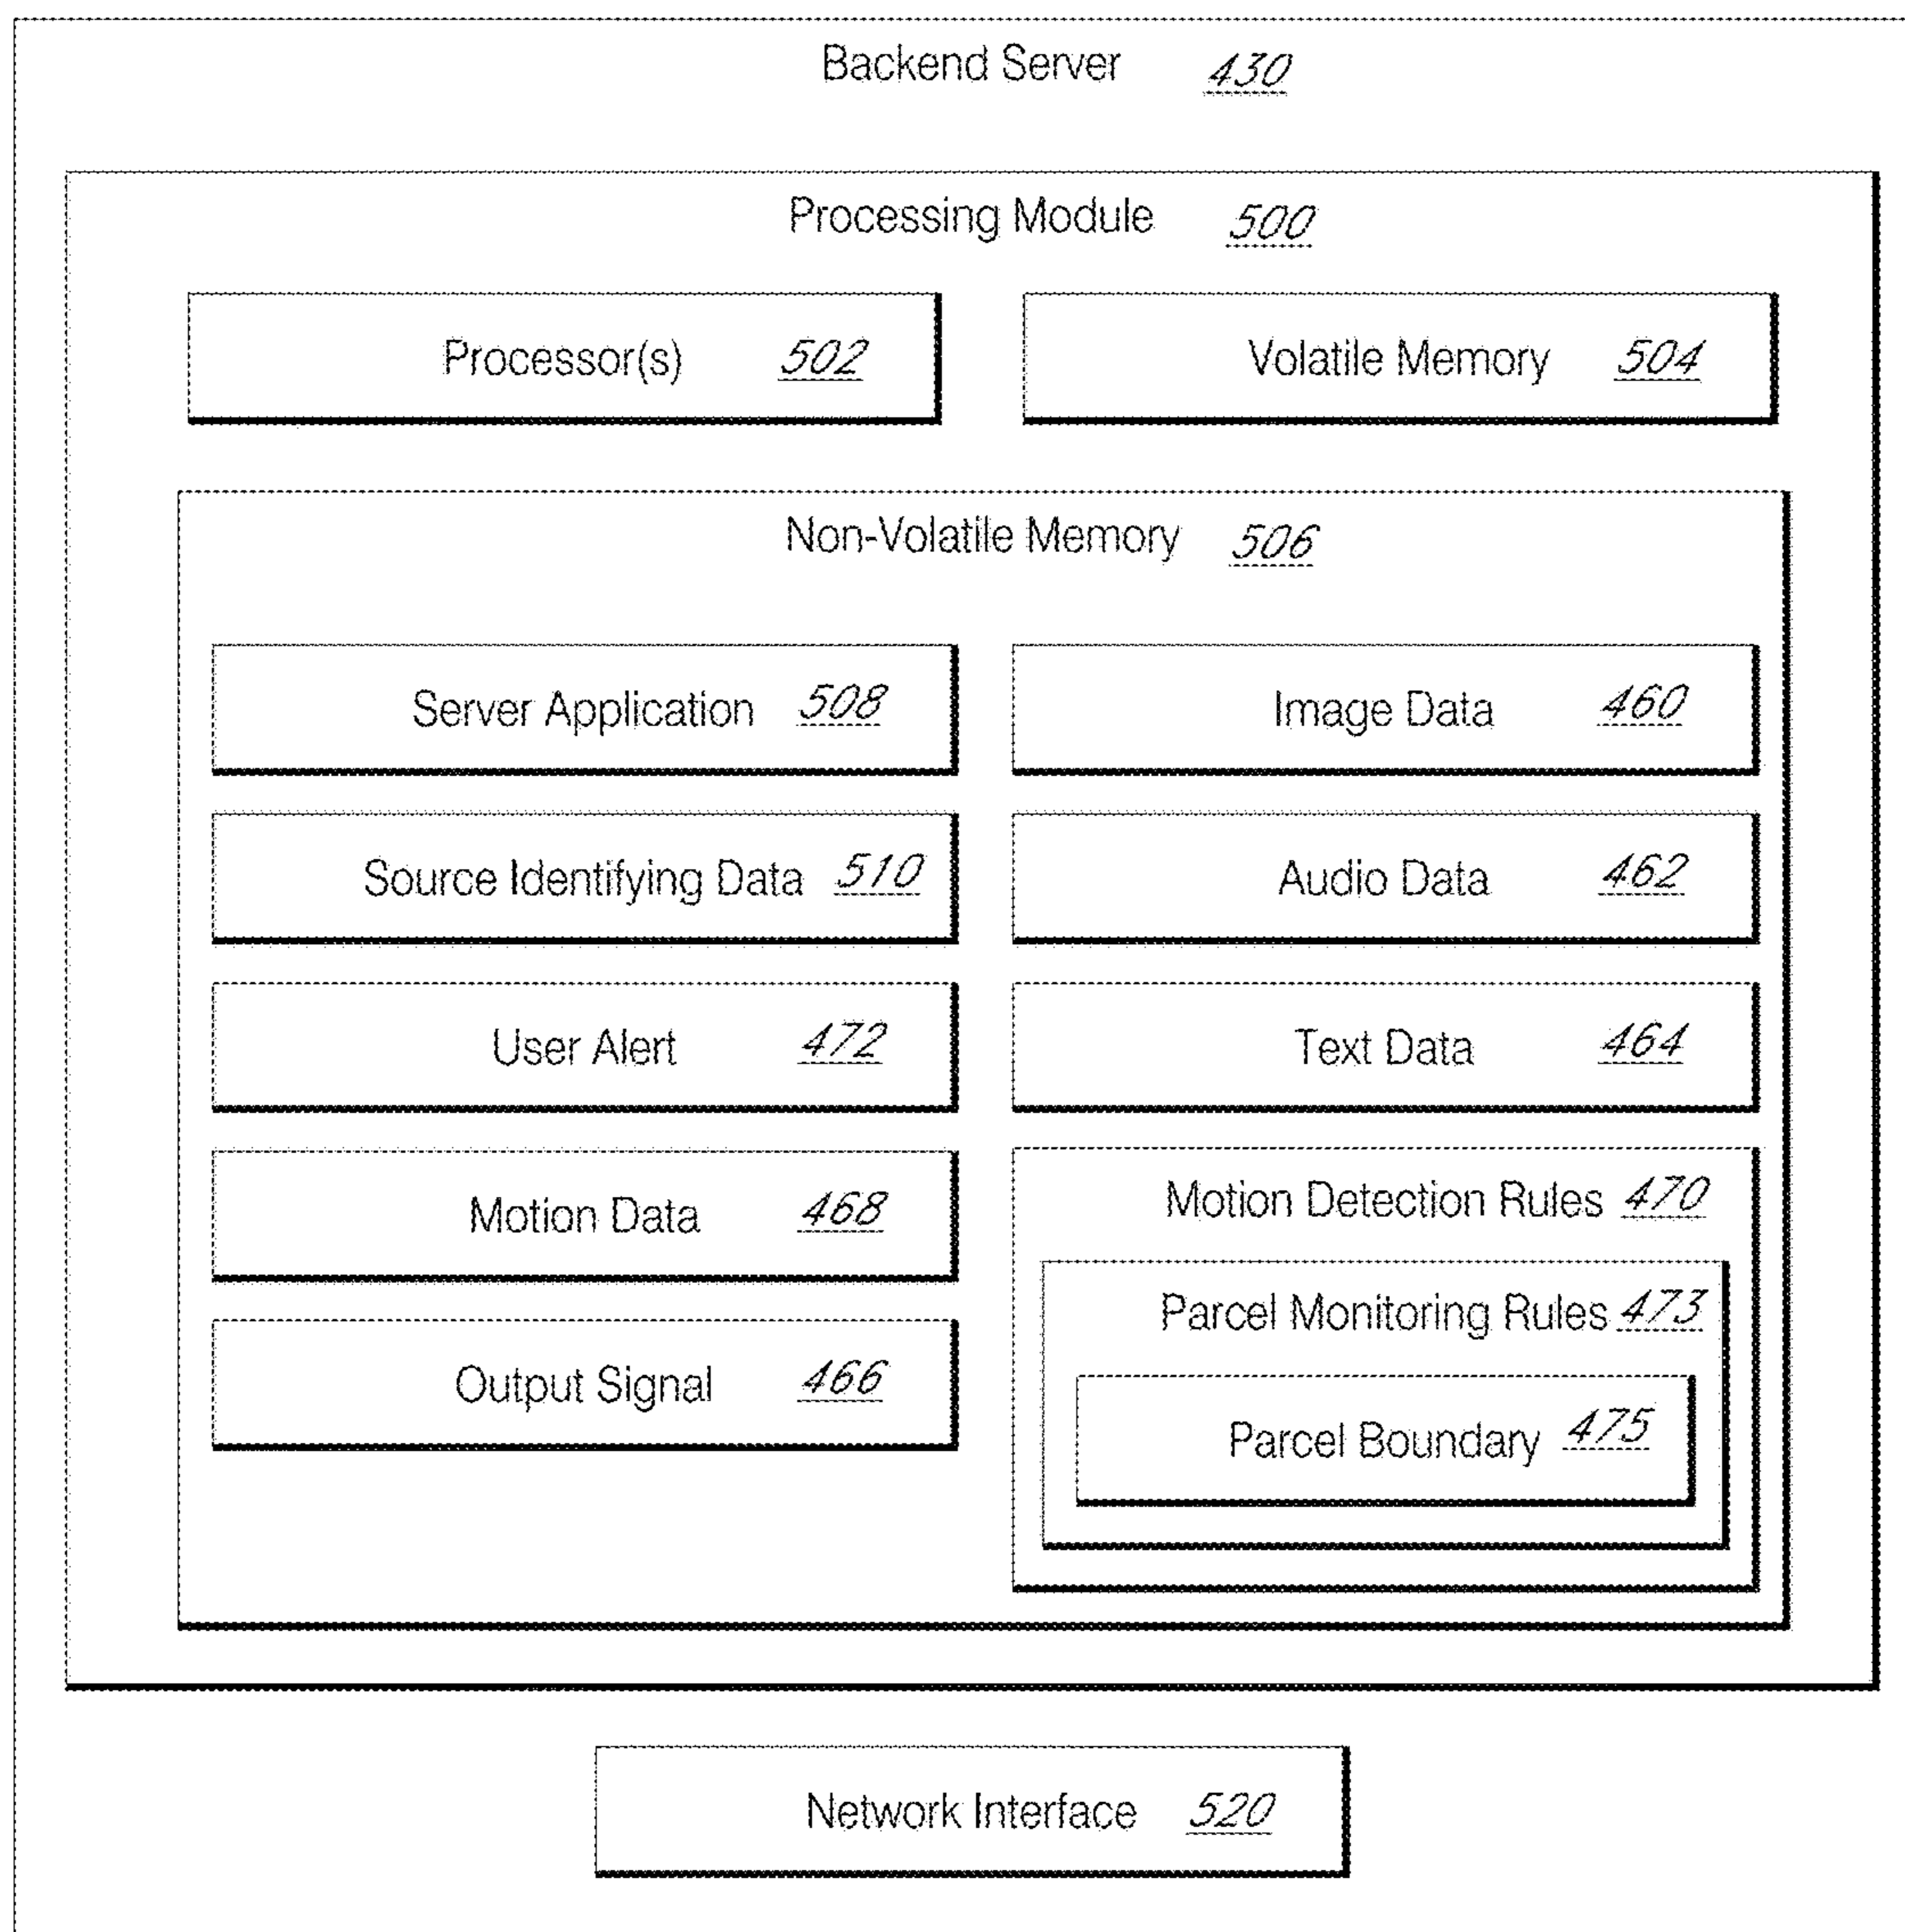 Backend Server 430
Processing Module 500
Processor(s) 502
Volatile Memory 504
Non-Volatile Memory 506
Server Application 508
Image Data 460
Source Identifying Data 510
Audio Data 462
User Alert 472
Text Data 464
Motion Data 468
Motion Detection Rules 470
Parcel Monitoring Rules 473
Output Signal 466
Parcel Boundary 475
Network Interface 520